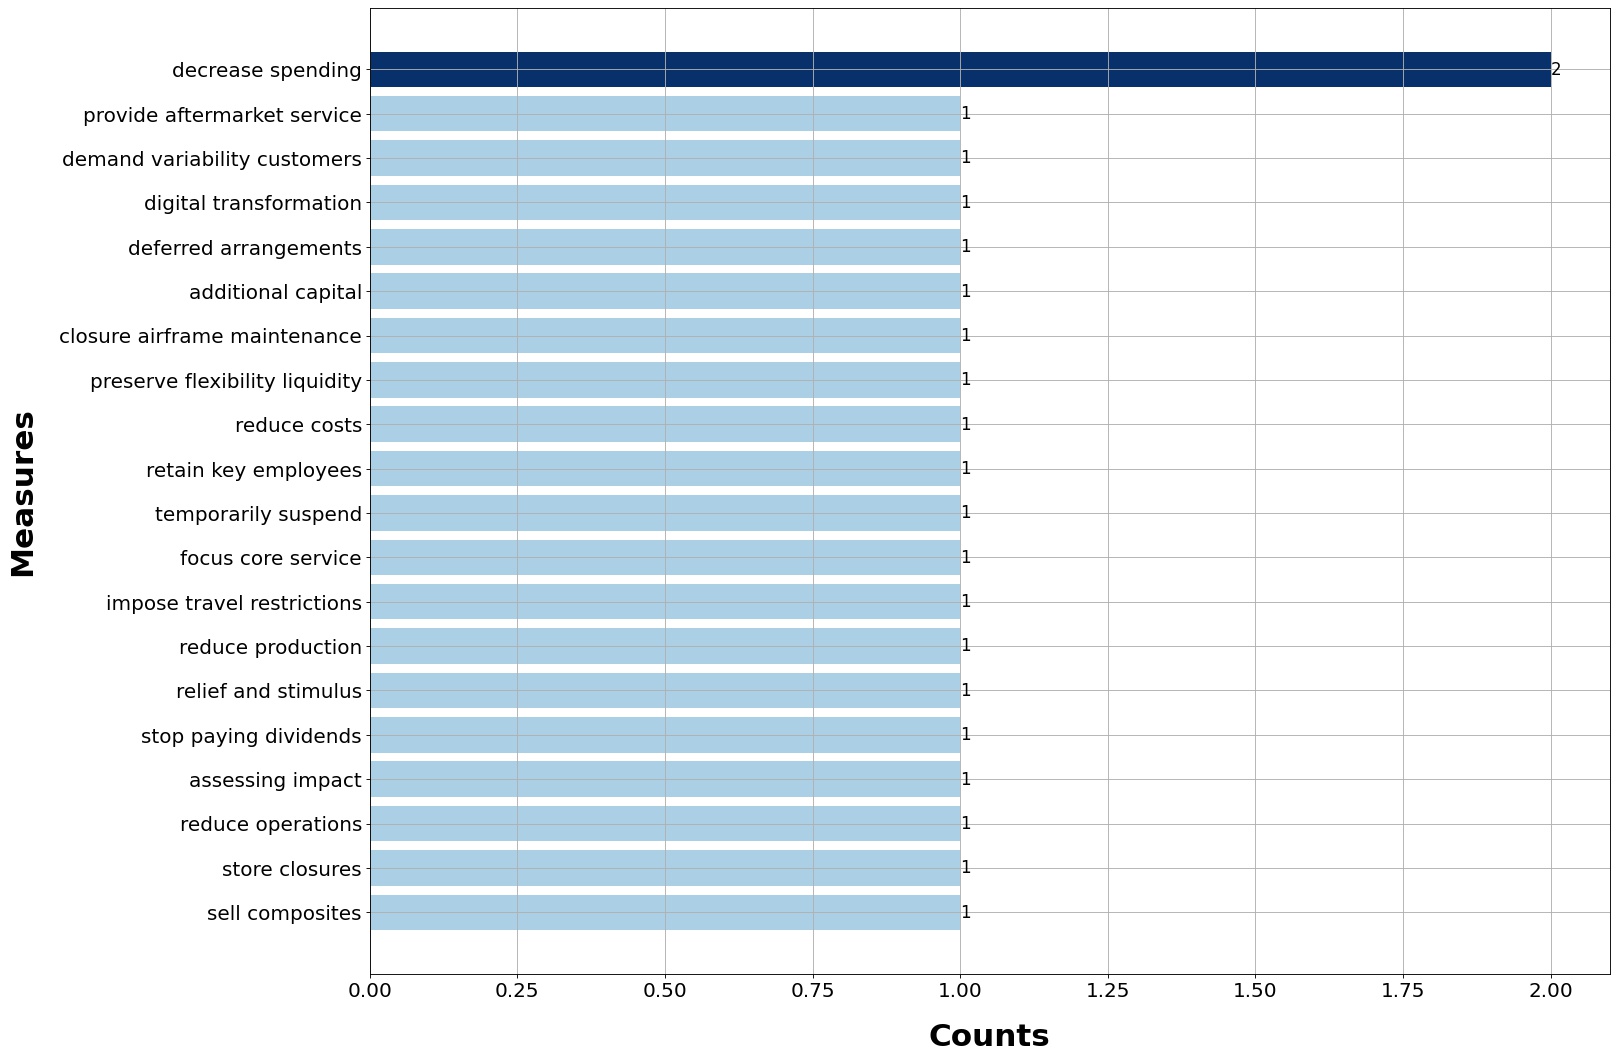 decrease spending 2
provide aftermarket service 1
demand variability customers 1
digital transformation 1
deferred arrangements 1
additional capital 1
closure airframe maintenance 1
preserve flexibility liquidity 1
reduce costs 1
retain key employees 1
temporarily suspend 1
focus core service 1
impose travel restrictions 1
reduce production 1
relief and stimulus 1
stop paying dividends 1
assessing impact 1
reduce operations 1
store closures 1
sell composites 1
Measures
0.00 0.25 0.50 0.75 1.00 1.25 1.50 1.75 2.00
Counts